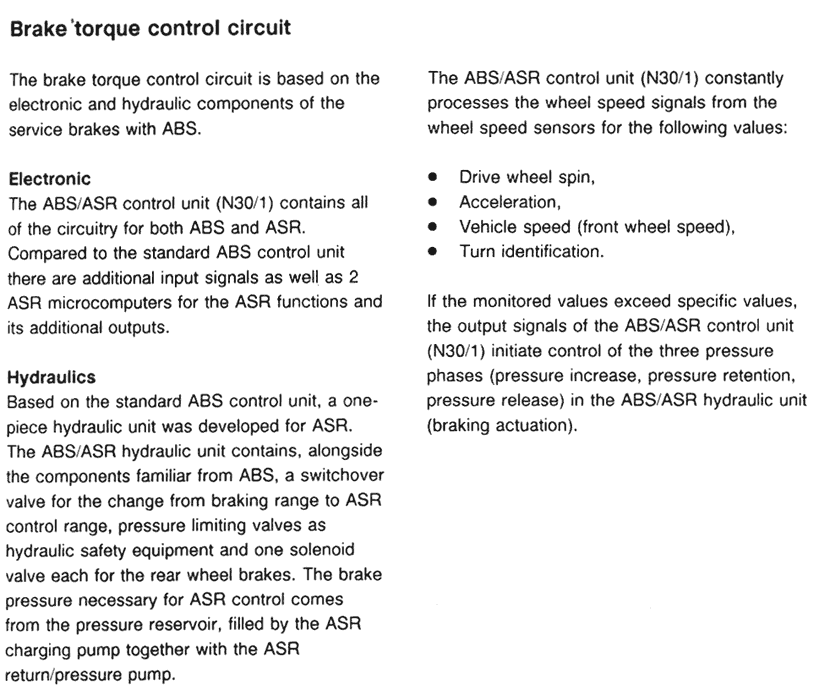 Brake torque control circuit
The brake torque control circuit is based on the
electronic and hydraulic components of the
service brakes with ABS.
Electronic
The ABS/ASR control unit (N30/1) contains all
of the circuitry for both ABS and ASR.
Compared to the standard ABS control unit
there are additional input signals as well as 2
ASR microcomputers for the ASR functions and
its additional outputs.
Hydraulics
Based on the standard ABS control unit, a one-
piece hydraulic unit was developed for ASR.
The ABS/ASR hydraulic unit contains, alongside
the components familiar from ABS, a switchover
valve for the change from braking range to ASR
control range, pressure limiting valves as
hydraulic safety equipment and one solenoid
valve each for the rear wheel brakes. The brake
pressure necessary for ASR control comes
from the pressure reservoir, filled by the ASR
charging pump together with the ASR
return/pressure pump.
The ABS/ASR control unit (N30/1) constantly
processes the wheel speed signals from the
wheel speed sensors for the following values:
● Drive wheel spin,
● Acceleration,
● Vehicle speed (front wheel speed),
● Turn identification.
If the monitored values exceed specific values,
the output signals of the ABS/ASR control unit
(N30/1) initiate control of the three pressure
phases (pressure increase, pressure retention,
pressure release) in the ABS/ASR hydraulic unit
(braking actuation).